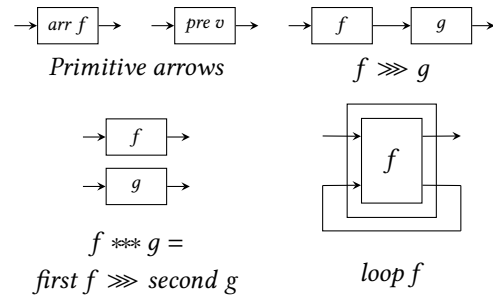 arr f pre v f g
Primitive arrows f ⋙ g
f
g
f *** g =
first f ⋙ second g
f
loop f